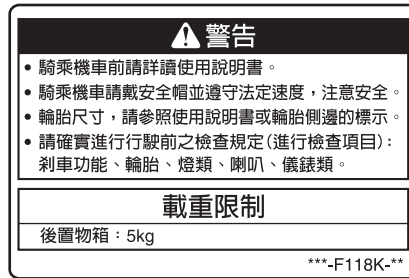 警告
• 騎乘機車前請詳讀使用說明書。
• 騎乘機車請戴安全帽並遵守法定速度，注意安全。
• 輪胎尺寸，請參照使用說明書或輪胎側邊的標示。
• 請確實進行行駛前之檢查規定(進行檢查項目)：
剎車功能、輪胎、燈類、喇叭、儀錶類。
載重限制
後置物箱：5kg
***-F118K-**